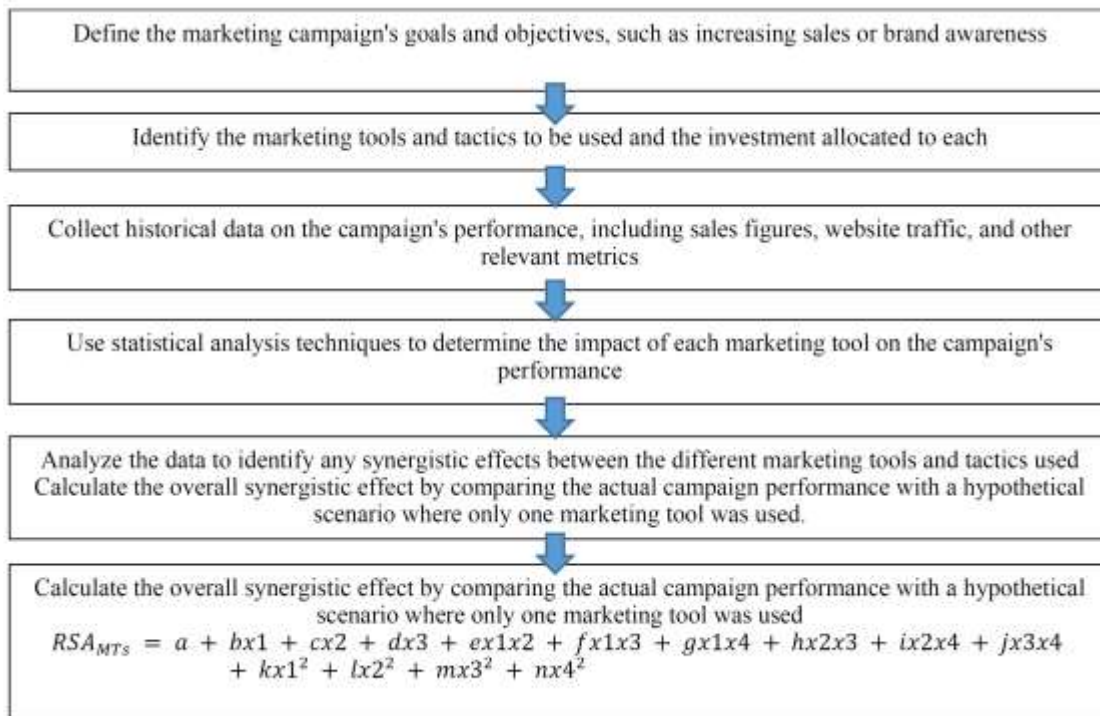 Define the marketing campaign's goals and objectives, such as increasing sales or brand awareness
Identify the marketing tools and tactics to be used and the investment allocated to each
Collect historical data on the campaign's performance, including sales figures, website traffic, and other
relevant metrics
Use statistical analysis techniques to determine the impact of each marketing tool on the campaign's
performance
Analyze the data to identify any synergistic effects between the different marketing tools and tactics used
Calculate the overall synergistic effect by comparing the actual campaign performance with a hypothetical
scenario where only one marketing tool was used.
Calculate the overall synergistic effect by comparing the actual campaign performance with a hypothetical
scenario where only one marketing tool was used
RSA_MTs = a + bx1 + cx2 + dx3 + ex1x2 + fx1x3 + gx1x4 + hx2x3 + ix2x4 + jx3x4
+ kx1² + lx2² + mx3² + nx4²